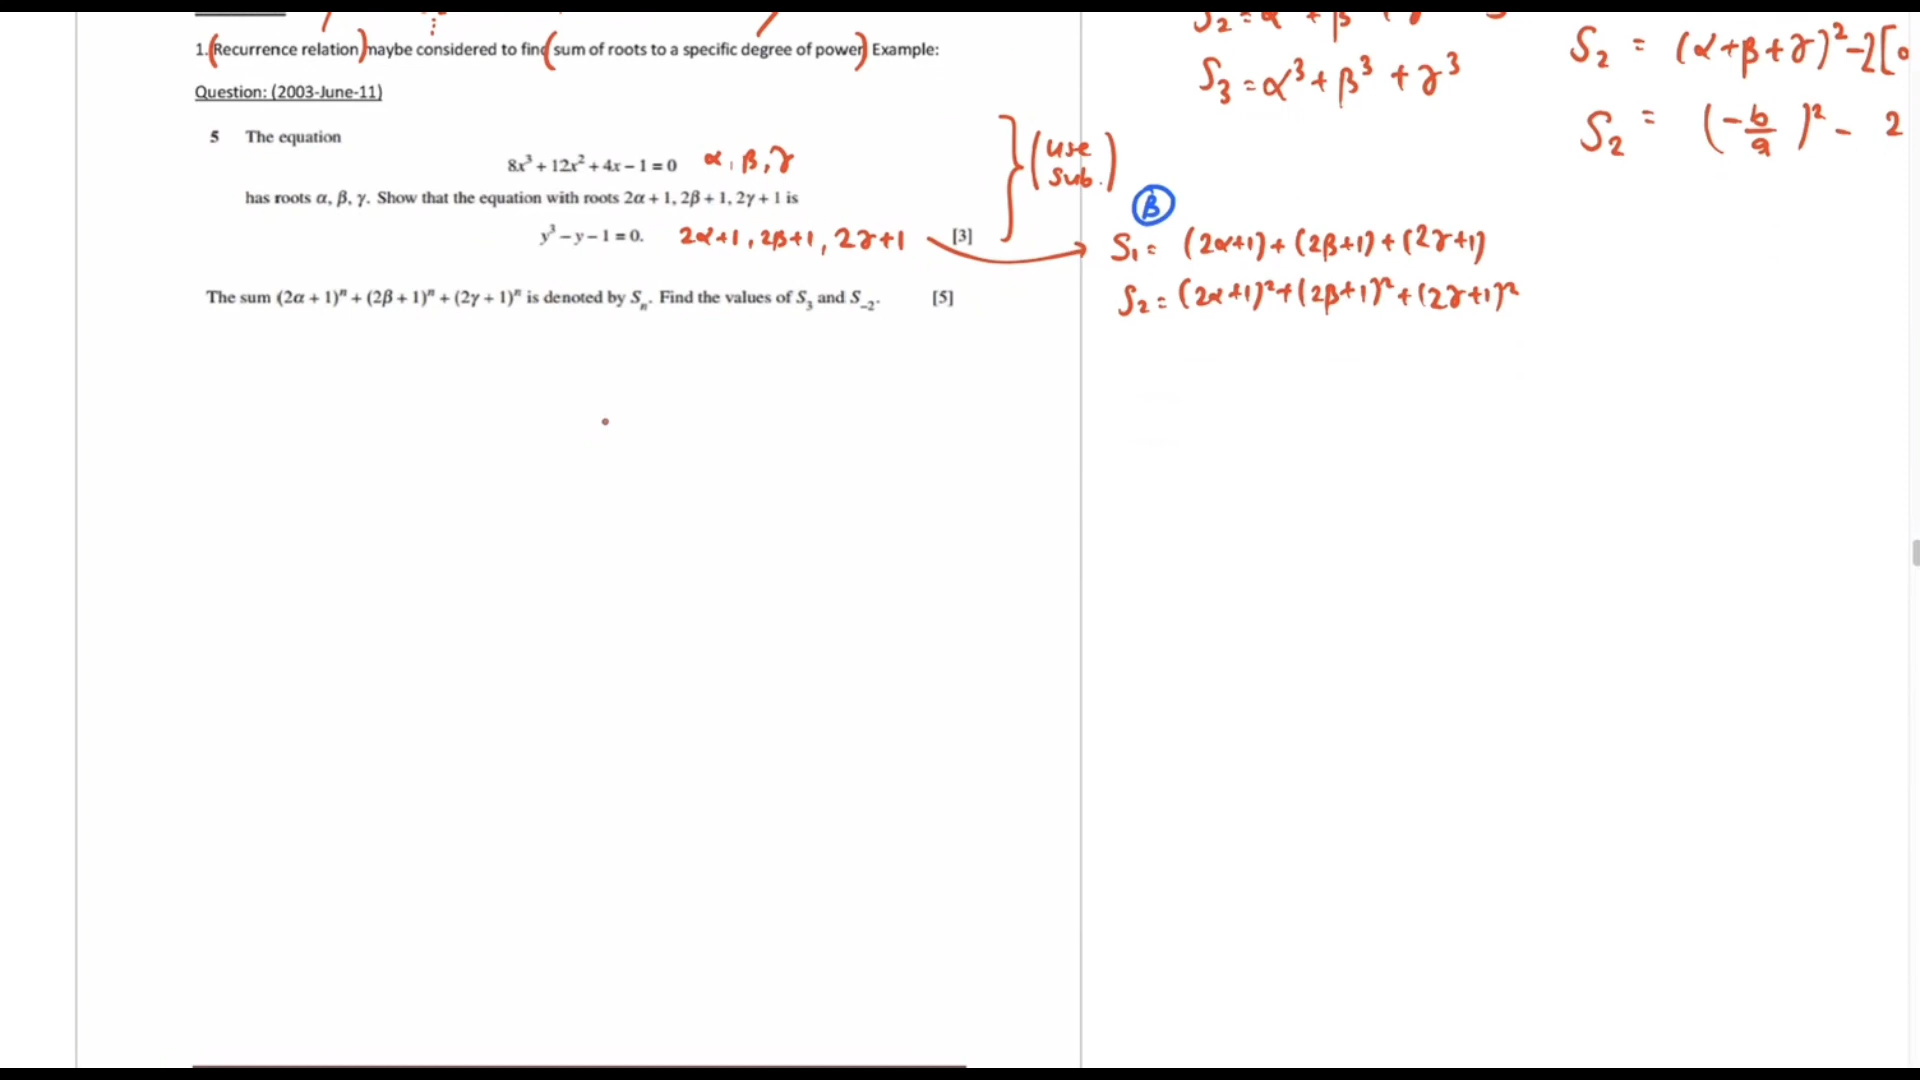 1. (Recurrence relation) maybe considered to find (sum of roots to a specific degree of power) Example:
Question: (2003-June-11)
5 The equation
8x³ + 12x² + 4x – 1 = 0 α, β, γ
has roots α, β, γ. Show that the equation with roots 2α + 1, 2β + 1, 2γ + 1 is
y³ – y – 1 = 0. 2α+1, 2β+1, 2γ+1 [3]
(use
sub.)
The sum (2α + 1)ⁿ + (2β + 1)ⁿ + (2γ + 1)ⁿ is denoted by Sₙ. Find the values of S₃ and S₋₂. [5]
S₃ = α³ + β³ + γ³
S₂ = (α+β+γ)² – 2[
S₂ = (–b/a)² – 2
B
S₁ = (2α+1) + (2β+1) + (2γ+1)
S₂ = (2α+1)² + (2β+1)² + (2γ+1)²